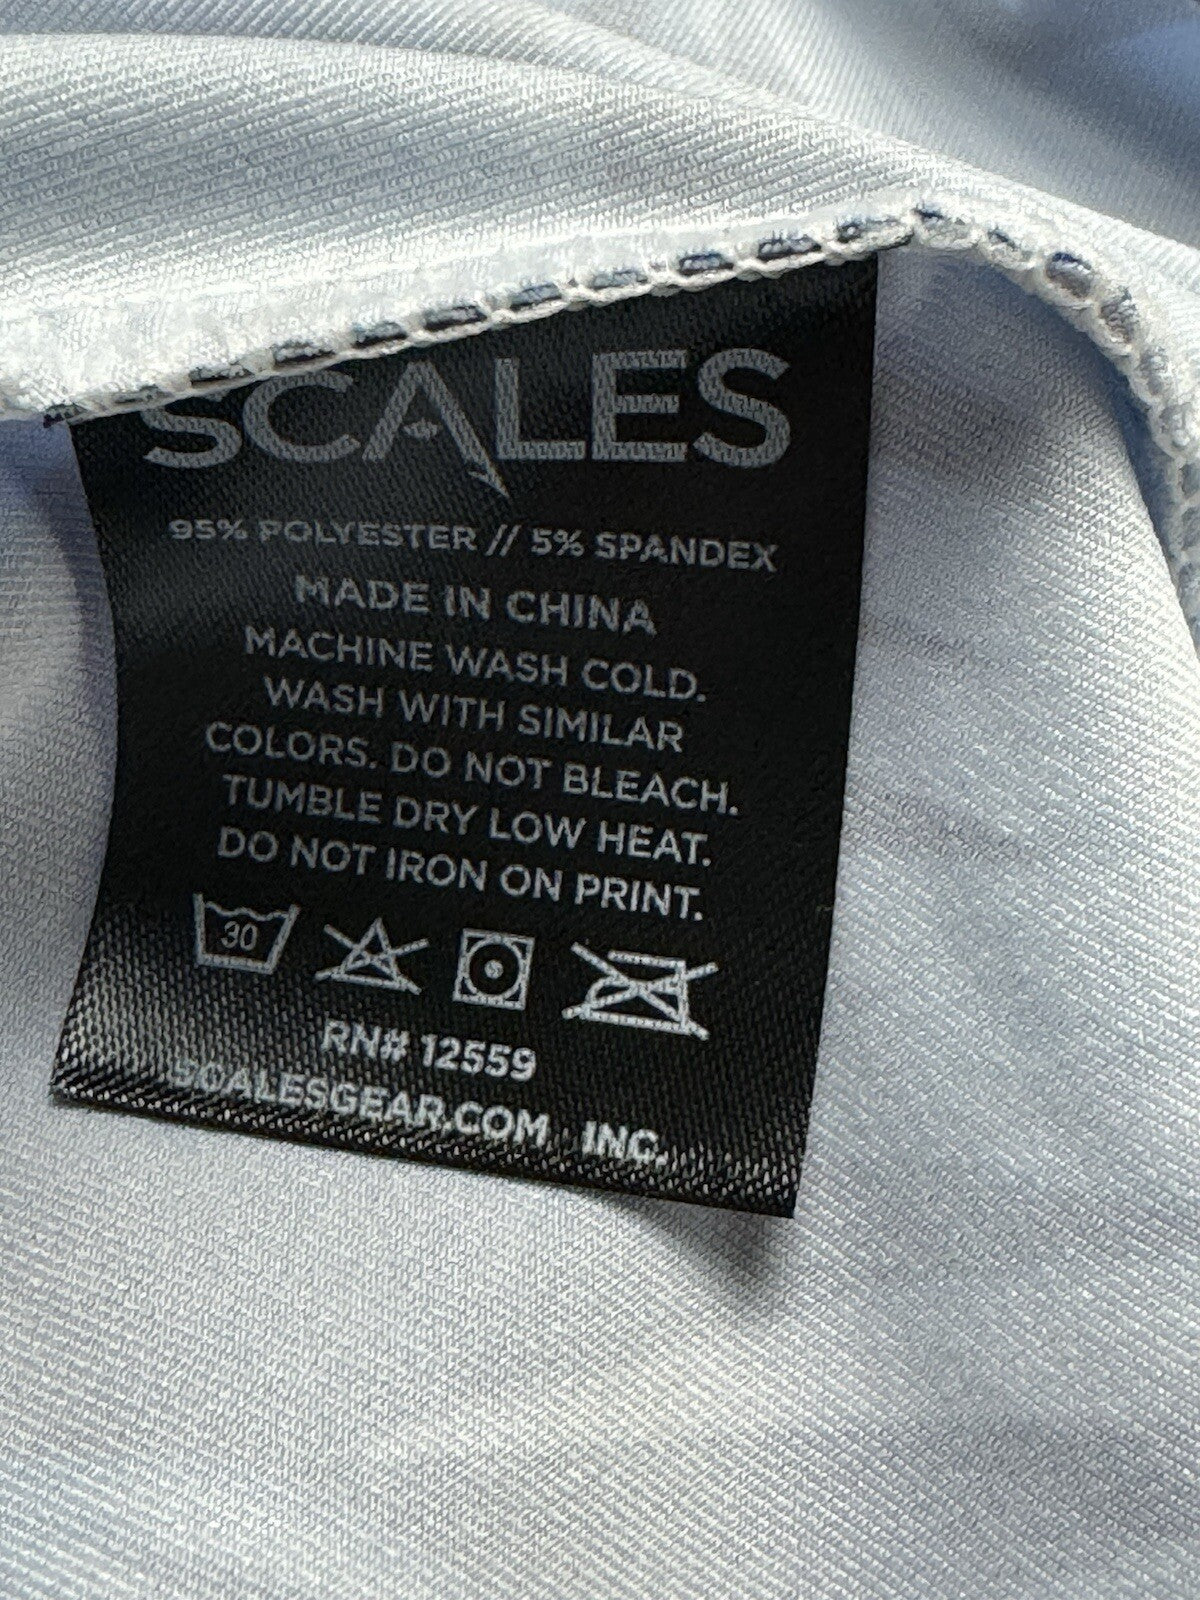 SCALES
95% POLYESTER // 5% SPANDEX
MADE IN CHINA
MACHINE WASH COLD.
WASH WITH SIMILAR
COLORS. DO NOT BLEACH.
TUMBLE DRY LOW HEAT.
DO NOT IRON ON PRINT.
30
RN# 12559
SCALESGEAR.COM INC.